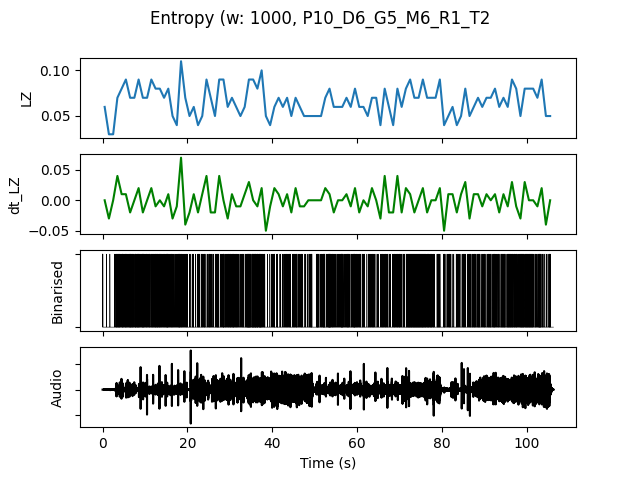 Entropy (w: 1000, P10_D6_G5_M6_R1_T2
LZ
0.10
0.05
dt_LZ
0.05
0.00
−0.05
Binarised
Audio
0 20 40 60 80 100
Time (s)